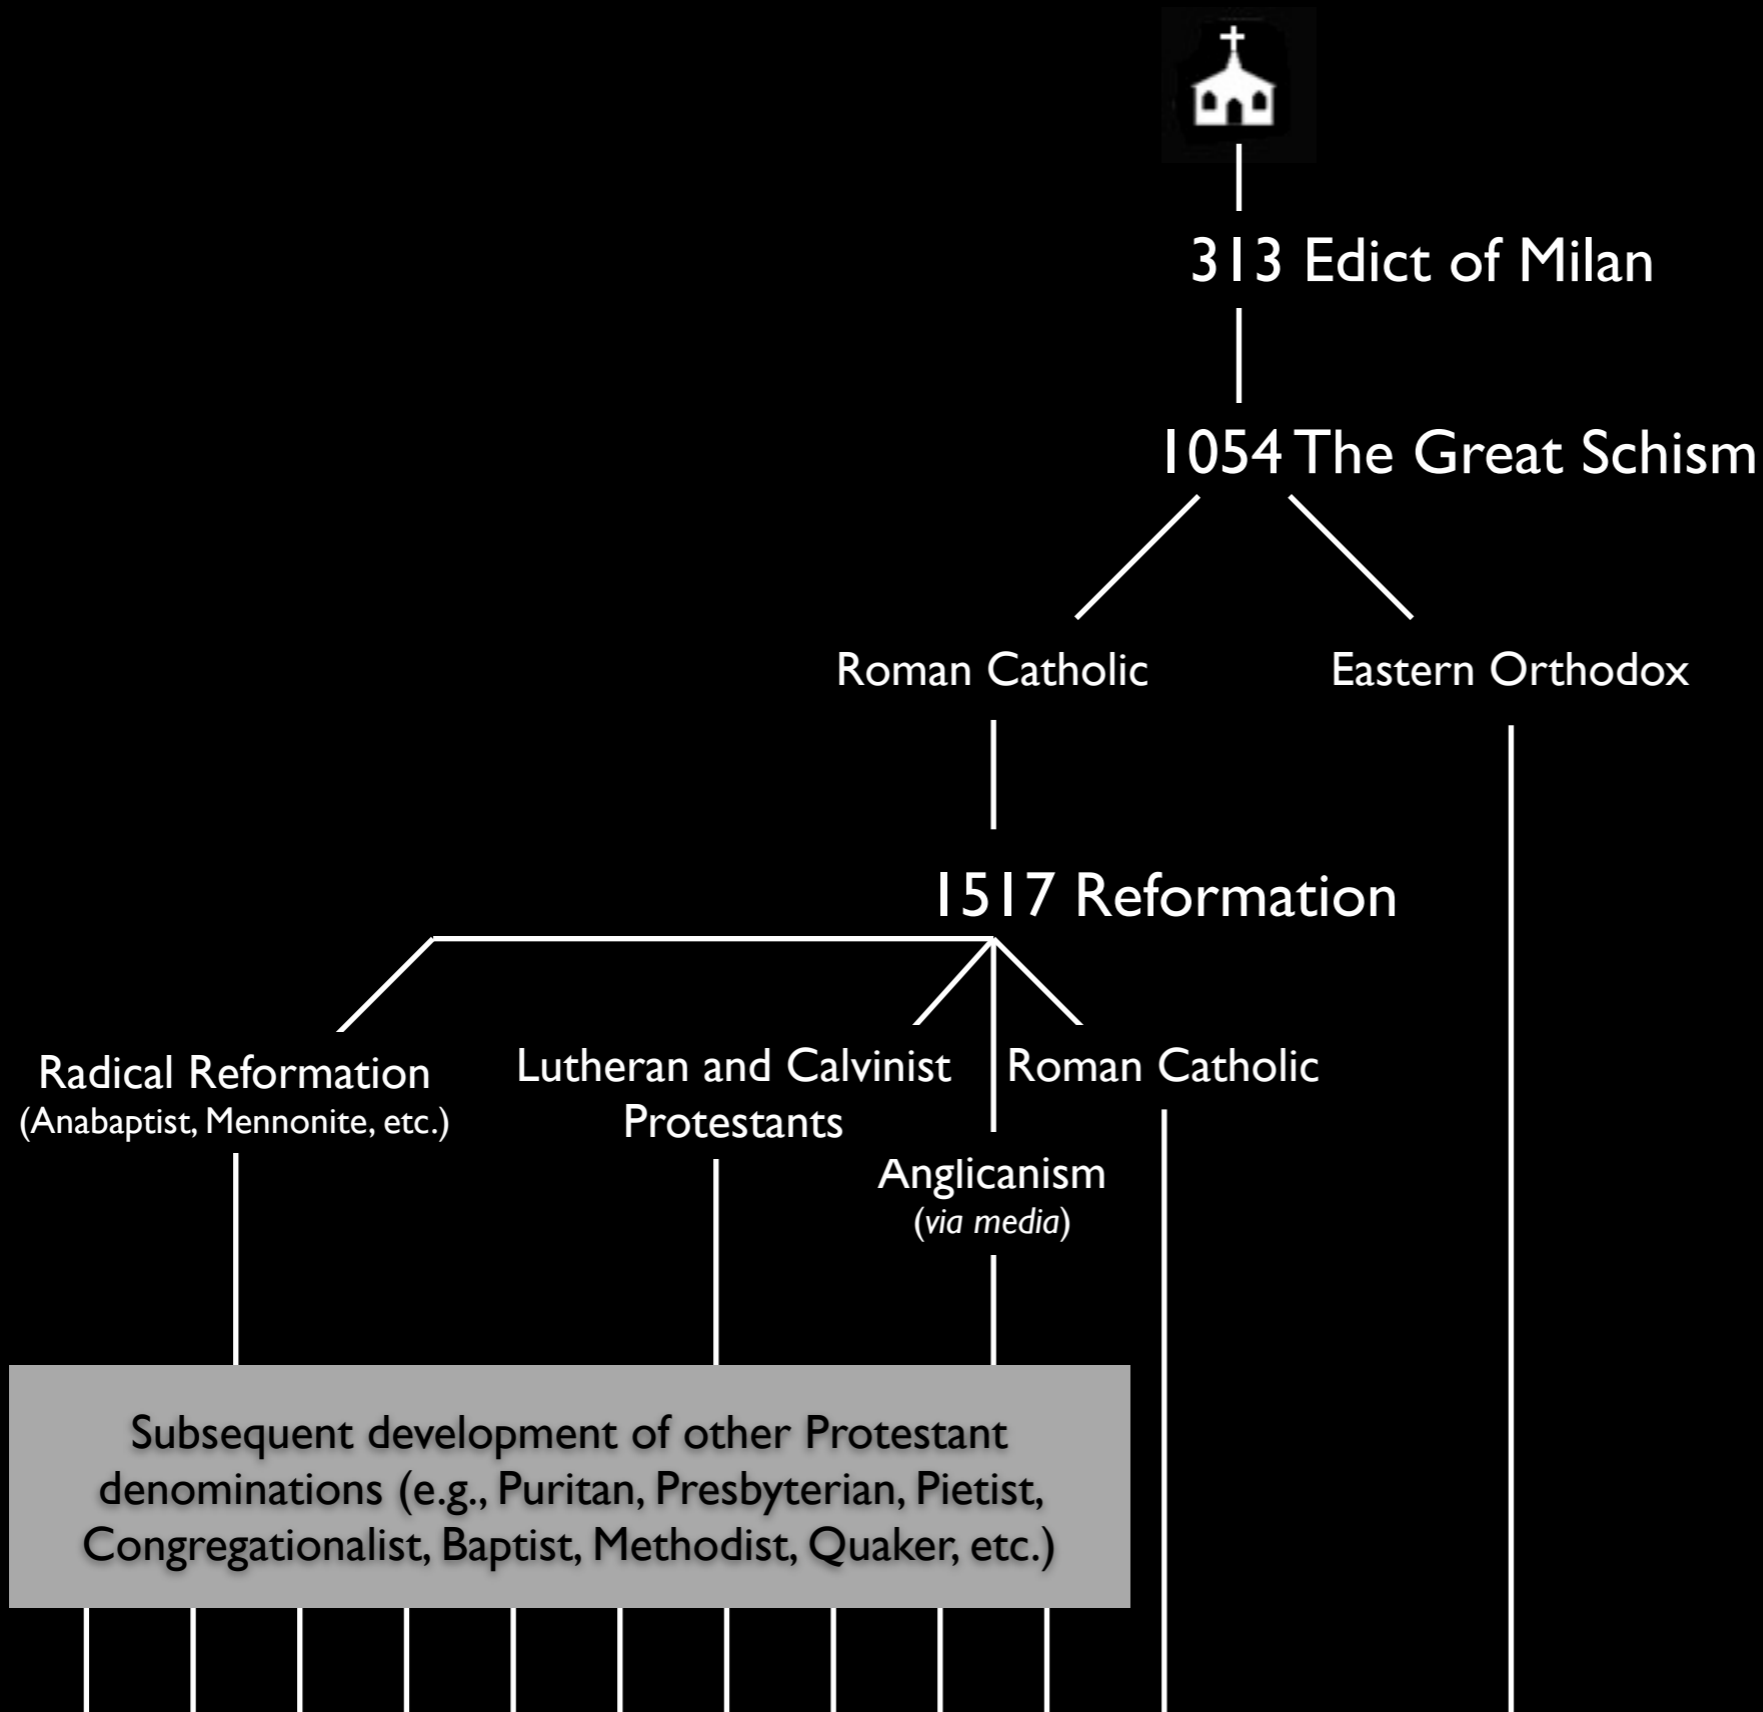 313 Edict of Milan
1054 The Great Schism
Roman Catholic
Eastern Orthodox
1517 Reformation
Radical Reformation
(Anabaptist, Mennonite, etc.)
Lutheran and Calvinist
Protestants
Roman Catholic
Anglicanism
(via media)
Subsequent development of other Protestant
denominations (e.g., Puritan, Presbyterian, Pietist,
Congregationalist, Baptist, Methodist, Quaker, etc.)